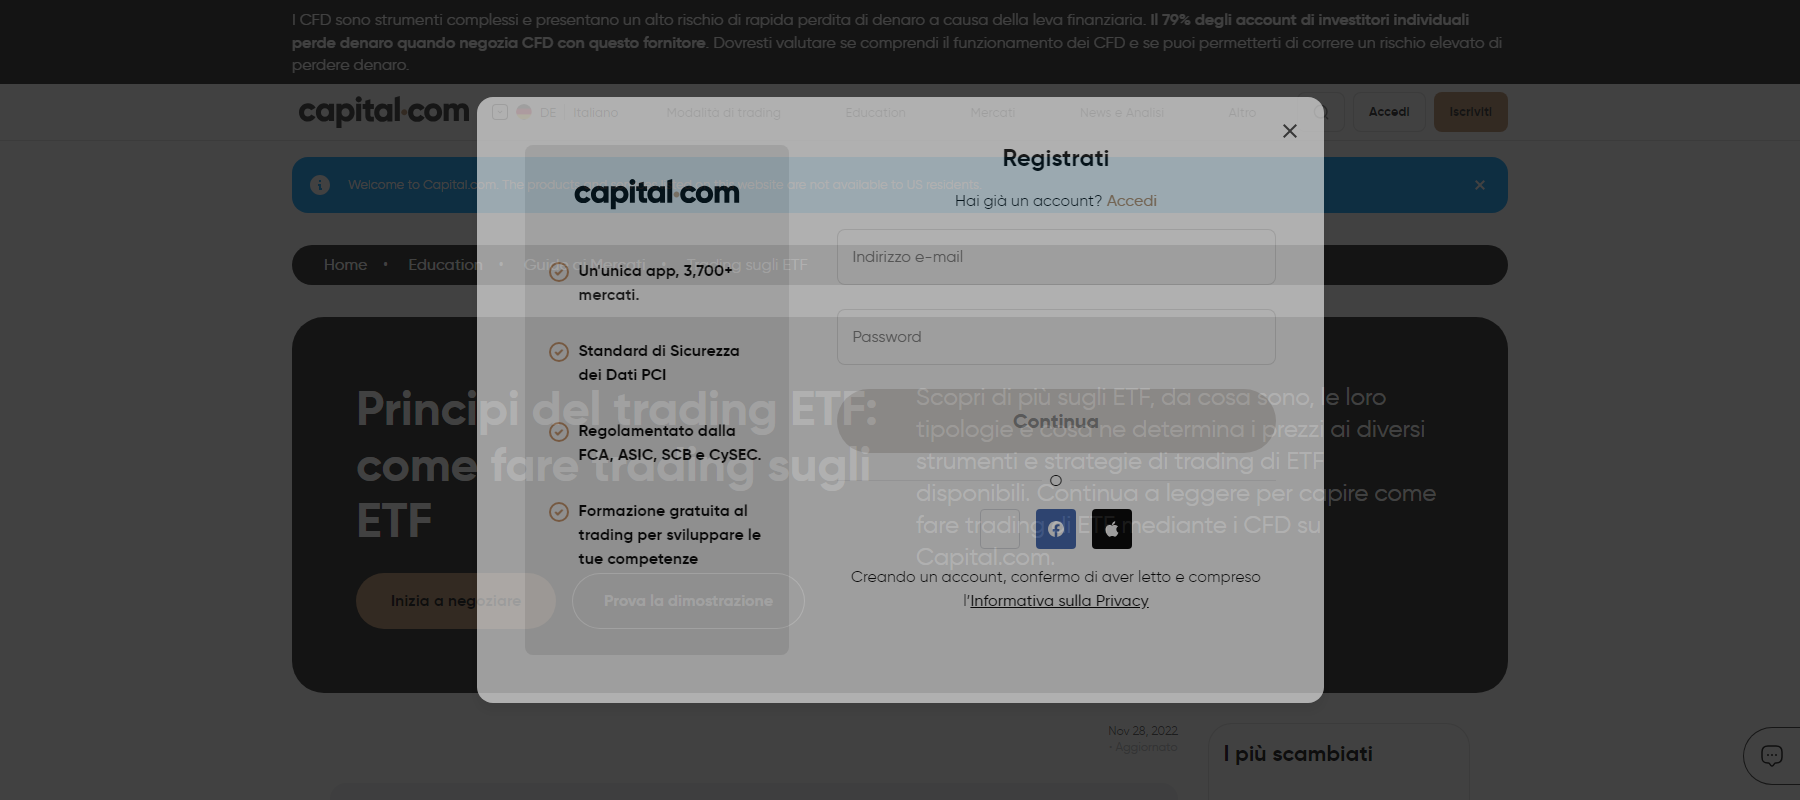 I CFD sono strumenti complessi e presentano un alto rischio di rapida perdita di denaro a causa della leva finanziaria. Il 79% degli account di investitori individuali
perde denaro quando negozia CFD con questo fornitore. Dovresti valutare se comprendi il funzionamento dei CFD e se puoi permetterti di correre un rischio elevato di
perdere denaro.
capital.com
DE
Italiano
Modalità di trading
Education
Mercati
News e Analisi
Altro
Accedi
Iscriviti
Welcome to Capital.com. The products website are not available to US residents
Home • Education • Guide ai Mercati • Trading sugli ETF
Principi del trading ETF:
come fare trading sugli
ETF
Scopri di più sugli ETF, da cosa sono, le loro
tipologie e cosa ne determina i prezzi ai diversi
strumenti e strategie di trading di ETF
disponibili. Continua a leggere per capire come
fare trading di ETF mediante i CFD su
Capital.com.
Inizia a negoziare
Prova la dimostrazione
capital.com
Un'unica app, 3,700+
mercati.
Standard di Sicurezza
dei Dati PCI
Regolamentato dalla
FCA, ASIC, SCB e CySEC.
Formazione gratuita al
trading per sviluppare le
tue competenze
Registrati
Hai già un account? Accedi
Indirizzo e-mail
Password
Continua
O
Creando un account, confermo di aver letto e compreso
l'Informativa sulla Privacy
Nov 28, 2022
• Aggiornato
I più scambiati